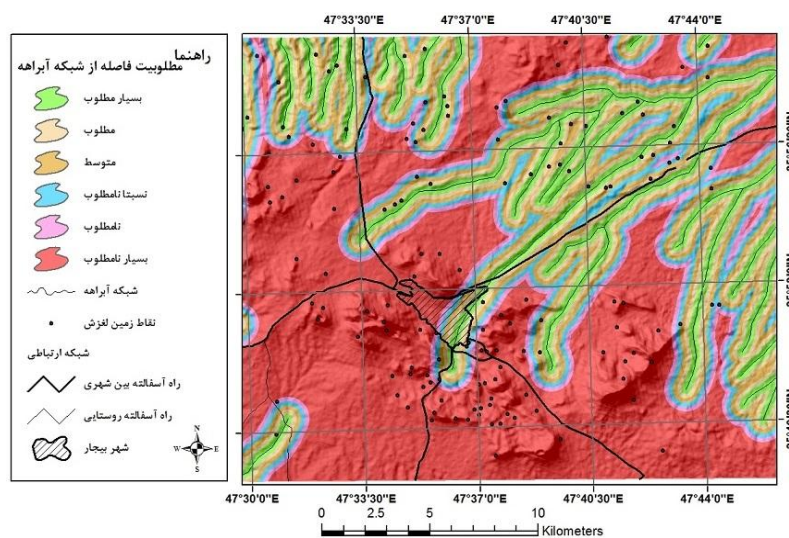 راهنما
مطلوبیت فاصله از شبکه آبراهه
بسیار مطلوب
مطلوب
متوسط
نسبتا نامطلوب
نامطلوب
بسیار نامطلوب
شبکه آبراهه
نقاط زمین لغزش
شبکه ارتباطی
راه آسفالته بین شهری
راه آسفالته روستایی
شهر بیجار
N
W
E
S
47°33'30"E 47°37'0"E 47°40'30"E 47°44'0"E
47°30'0"E 47°33'30"E 47°37'0"E 47°40'30"E 47°44'0"E
0 2.5 5 10
Kilometers